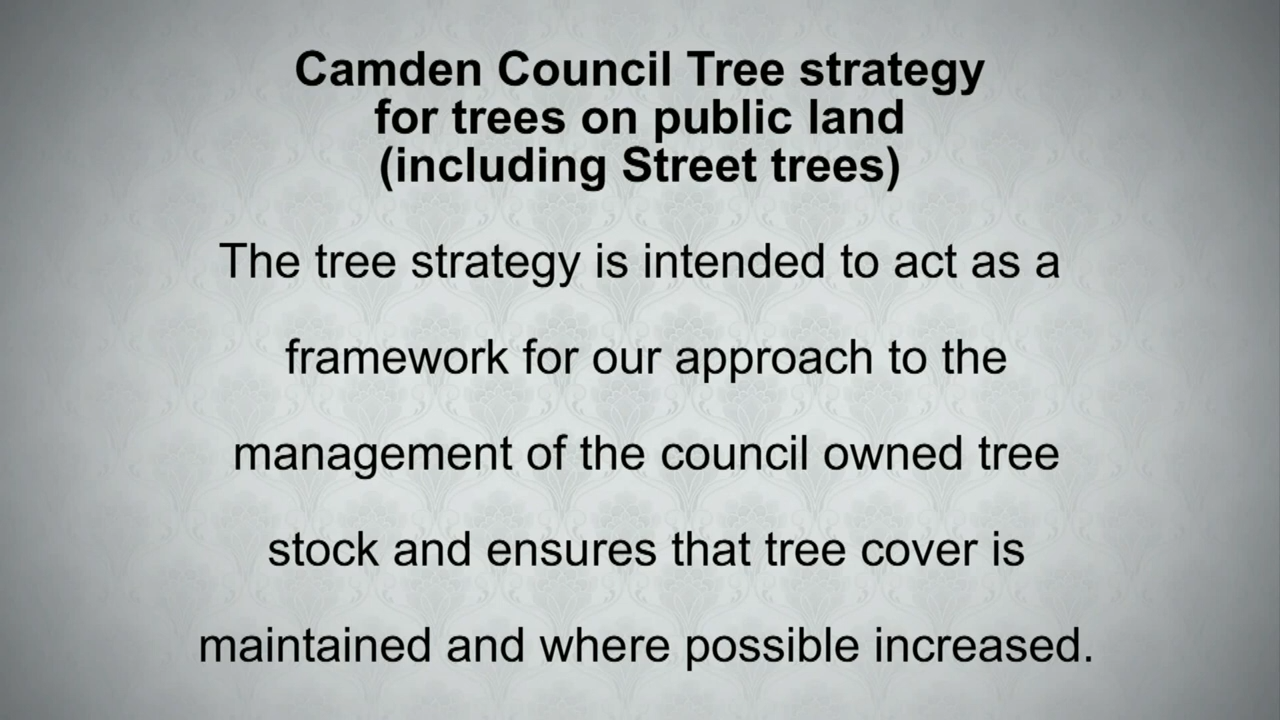 Camden Council Tree strategy
for trees on public land
(including Street trees)
The tree strategy is intended to act as a
framework for our approach to the
management of the council owned tree
stock and ensures that tree cover is
maintained and where possible increased.